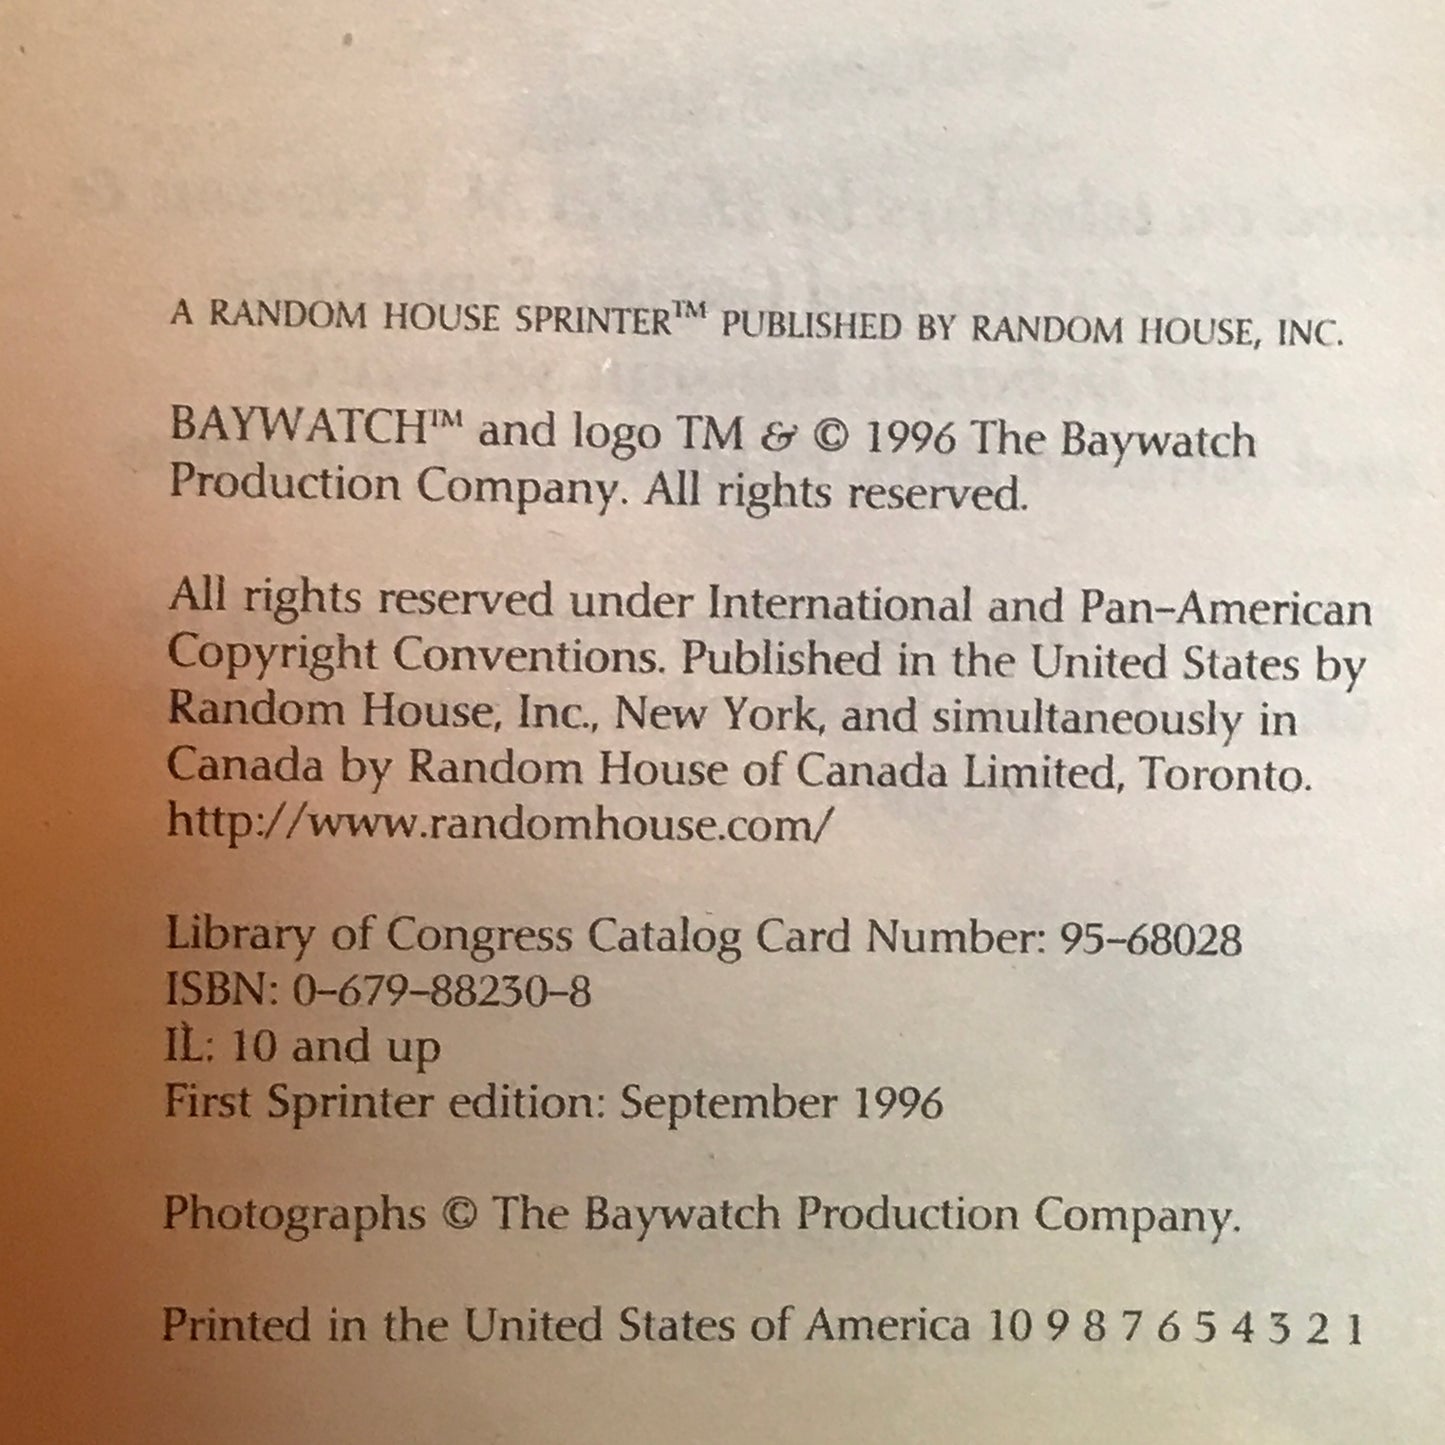 A RANDOM HOUSE SPRINTER™ PUBLISHED BY RANDOM HOUSE, INC.
BAYWATCH™ and logo TM & © 1996 The Baywatch
Production Company. All rights reserved.
All rights reserved under International and Pan–American
Copyright Conventions. Published in the United States by
Random House, Inc., New York, and simultaneously in
Canada by Random House of Canada Limited, Toronto.
http://www.randomhouse.com/
Library of Congress Catalog Card Number: 95–68028
ISBN: 0–679–88230–8
IL: 10 and up
First Sprinter edition: September 1996
Photographs © The Baywatch Production Company.
Printed in the United States of America 10 9 8 7 6 5 4 3 2 1